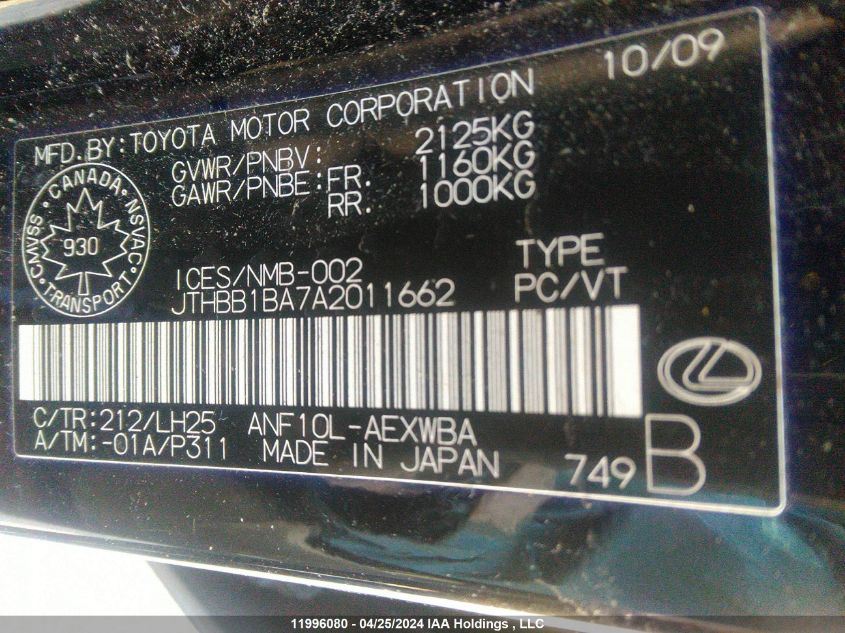 10/09
MFD.BY:TOYOTA MOTOR CORPORATION
GVWR/PNBV: 2125KG
GAWR/PNBE:FR: 1160KG
RR. 1000KG
CANADA
CMVSS
NSVAC
930
TRANSPORT
ICES/NMB-002
TYPE
JTHBB1BA7A2011662 PC/VT
C/TR:212/LH25 ANF10L-AEXWBA
A/TM:-01A/P311 MADE IN JAPAN
749 B
11996080 - 04/25/2024 IAA Holdings , LLC